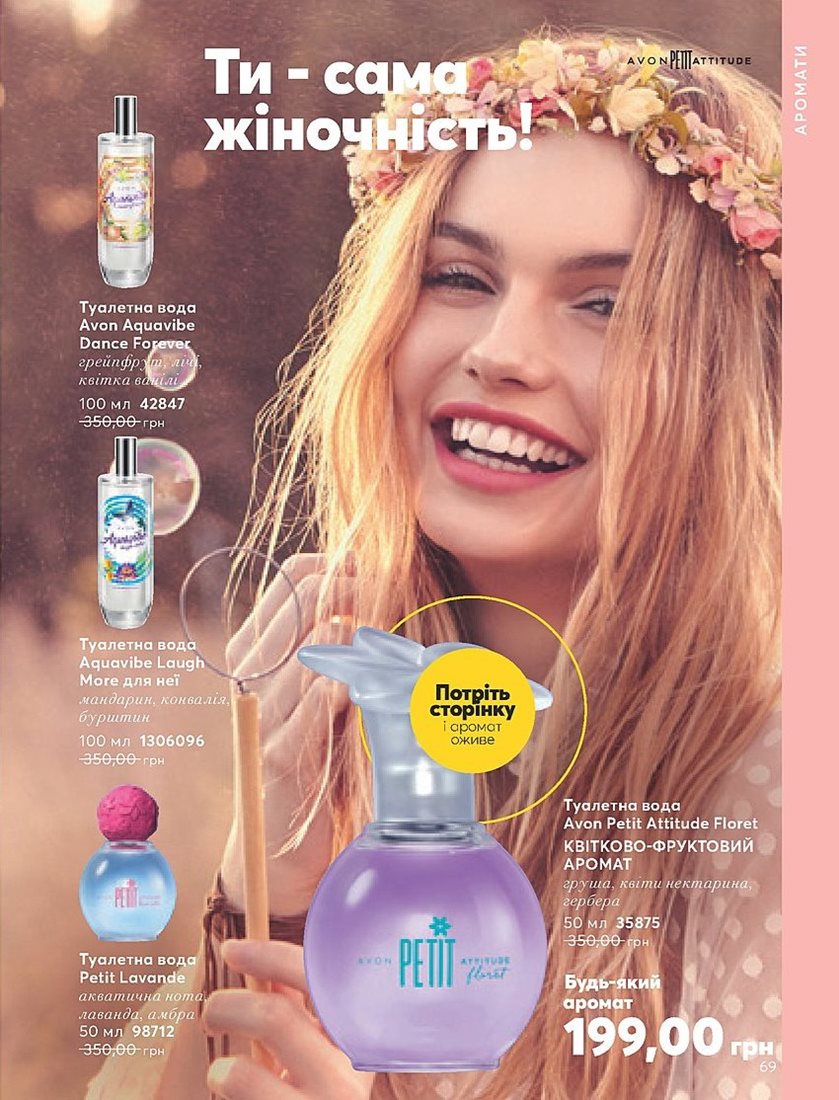 Ти - сама
жіночність!
AVON PETIT ATTITUDE
АРОМАТИ
Туалетна вода
Avon Aquavibe
Dance Forever
грейпфрут, лічі,
квітка ванілі
100 мл 42847
350,00 грн
Туалетна вода
Aquavibe Laugh
More для неї
мандарин, конвалія,
бурштин
100 мл 1306096
350,00 грн
Туалетна вода
Petit Lavande
акватична нота,
лаванда, амбра
50 мл 98712
350,00 грн
PETIT
Потріть
сторінку
і аромат
оживе
AVON PETIT ATTITUDE
floret
Туалетна вода
Avon Petit Attitude Floret
КВІТКОВО-ФРУКТОВИЙ
АРОМАТ
груша, квіти нектарина,
гербера
50 мл 35875
350,00 грн
Будь-який
аромат
199,00 грн
69